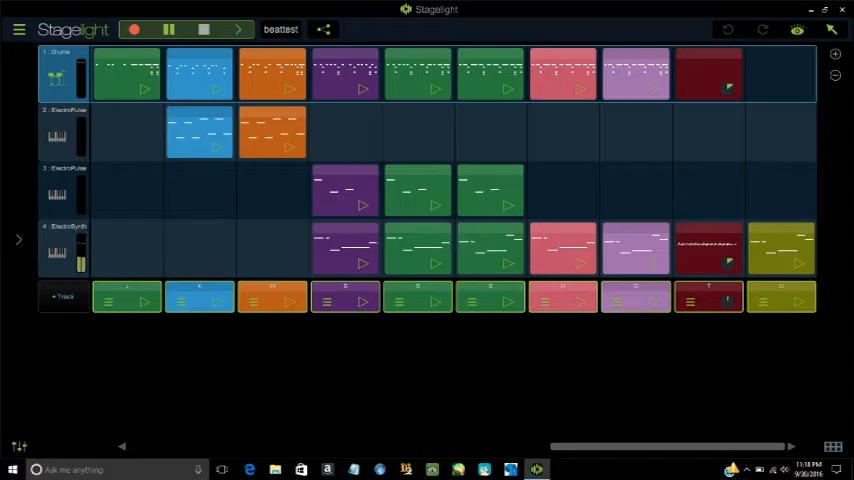 Stagelight
Stagelight
beattest
1 : Drums
2 : ElectroPulse
3 : ElectroPulse
4 : ElectroSynth
+ Track
K
M
S
T
Ask me anything
11:18 PM
9/30/2016